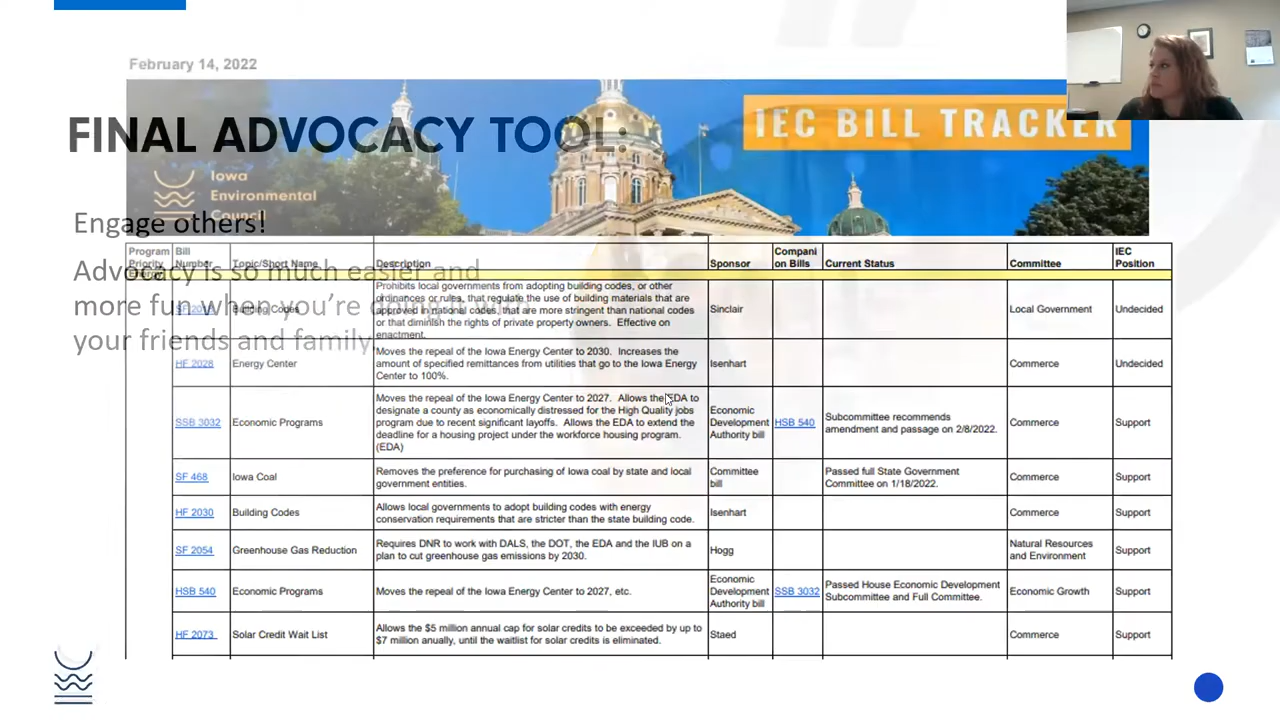 February 14, 2022
FINAL ADVOCACY TOOL:
IEC BILL TRACKER
Iowa
Environmental
Council
Engage others!
Advocacy is so much easier and
more fun when you're doing it with
your friends and family.
Program Priority Bill Number Topic/Short Name Description Sponsor Compani on Bills Current Status Committee IEC Position
Energy
Building Codes
Prohibits local governments from adopting building codes, or other
ordinances or rules, that regulate the use of building materials that are
approved in national codes, that are more stringent than national codes
or that diminish the rights of private property owners. Effective on
enactment.
Sinclair
Local Government
Undecided
HF 2028
Energy Center
Moves the repeal of the Iowa Energy Center to 2030. Increases the
amount of specified remittances from utilities that go to the Iowa Energy
Center to 100%.
Isenhart
Commerce
Undecided
SSB 3032
Economic Programs
Moves the repeal of the Iowa Energy Center to 2027. Allows the EDA to
designate a county as economically distressed for the High Quality jobs
program due to recent significant layoffs. Allows the EDA to extend the
deadline for a housing project under the workforce housing program.
(EDA)
Economic
Development
Authority bill
HSB 540
Subcommittee recommends
amendment and passage on 2/8/2022.
Commerce
Support
SF 468
Iowa Coal
Removes the preference for purchasing of Iowa coal by state and local
government entities.
Committee
bill
Passed full State Government
Committee on 1/18/2022.
Commerce
Support
HF 2030
Building Codes
Allows local governments to adopt building codes with energy
conservation requirements that are stricter than the state building code.
Isenhart
Commerce
Support
SF 2054
Greenhouse Gas Reduction
Requires DNR to work with DALS, the DOT, the EDA and the IUB on a
plan to cut greenhouse gas emissions by 2030.
Hogg
Natural Resources
and Environment
Support
HSB 540
Economic Programs
Moves the repeal of the Iowa Energy Center to 2027, etc.
Economic
Development
Authority bill
SSB 3032
Passed House Economic Development
Subcommittee and Full Committee.
Economic Growth
Support
HF 2073
Solar Credit Wait List
Allows the $5 million annual cap for solar credits to be exceeded by up to
$7 million anually, until the waitlist for solar credits is eliminated.
Staed
Commerce
Support